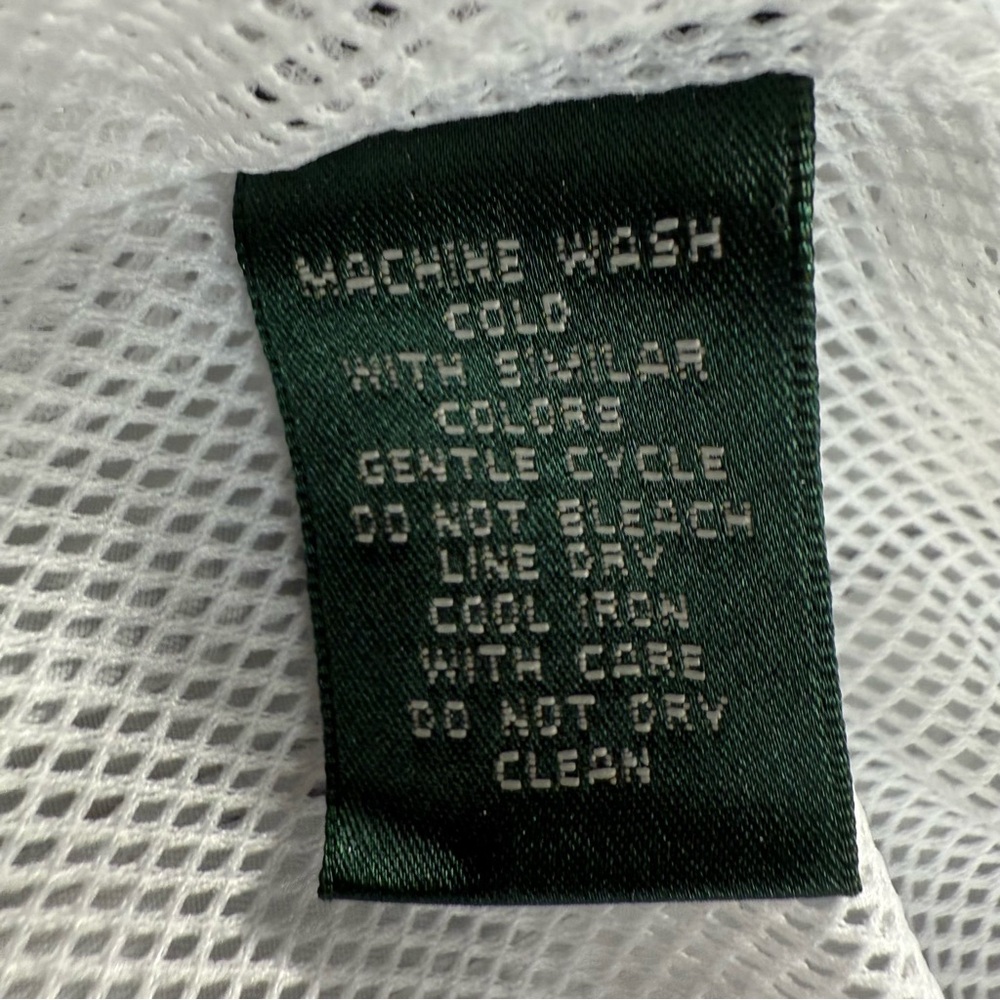 MACHINE WASH
COLD
WITH SIMILAR
COLORS
GENTLE CYCLE
DO NOT BLEACH
LINE DRY
COOL IRON
WITH CARE
DO NOT DRY
CLEAN